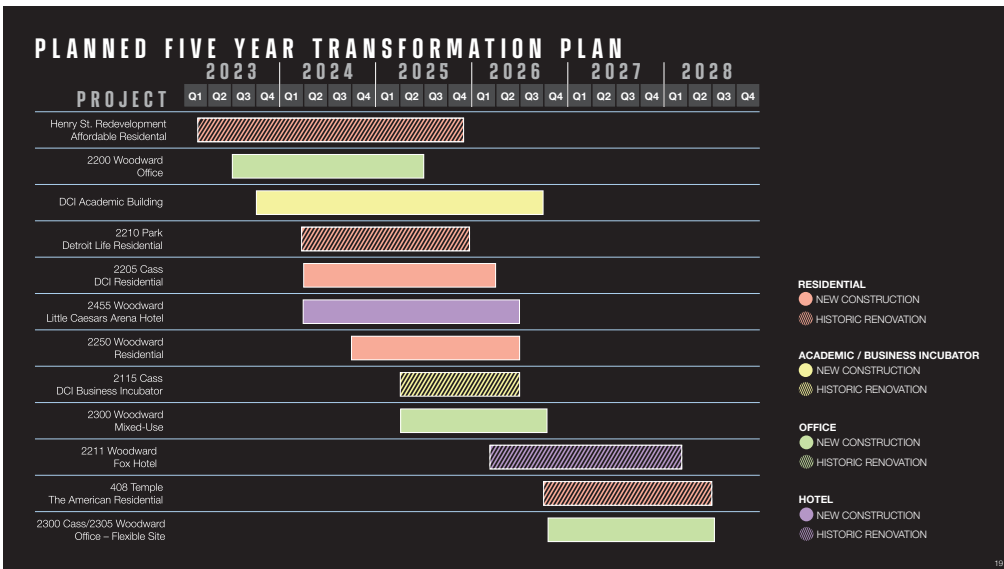 PLANNED FIVE YEAR TRANSFORMATION PLAN
2023 2024 2025 2026 2027 2028
PROJECT Q1 Q2 Q3 Q4 Q1 Q2 Q3 Q4 Q1 Q2 Q3 Q4 Q1 Q2 Q3 Q4 Q1 Q2 Q3 Q4 Q1 Q2 Q3 Q4
Henry St. Redevelopment
Affordable Residental
2200 Woodward
Office
DCI Academic Building
2210 Park
Detroit Life Residential
2205 Cass
DCI Residential
2455 Woodward
Little Caesars Arena Hotel
2250 Woodward
Residential
2115 Cass
DCI Business Incubator
2300 Woodward
Mixed-Use
2211 Woodward
Fox Hotel
408 Temple
The American Residential
2300 Cass/2305 Woodward
Office – Flexible Site
RESIDENTIAL
NEW CONSTRUCTION
HISTORIC RENOVATION
ACADEMIC / BUSINESS INCUBATOR
NEW CONSTRUCTION
HISTORIC RENOVATION
OFFICE
NEW CONSTRUCTION
HISTORIC RENOVATION
HOTEL
NEW CONSTRUCTION
HISTORIC RENOVATION
19